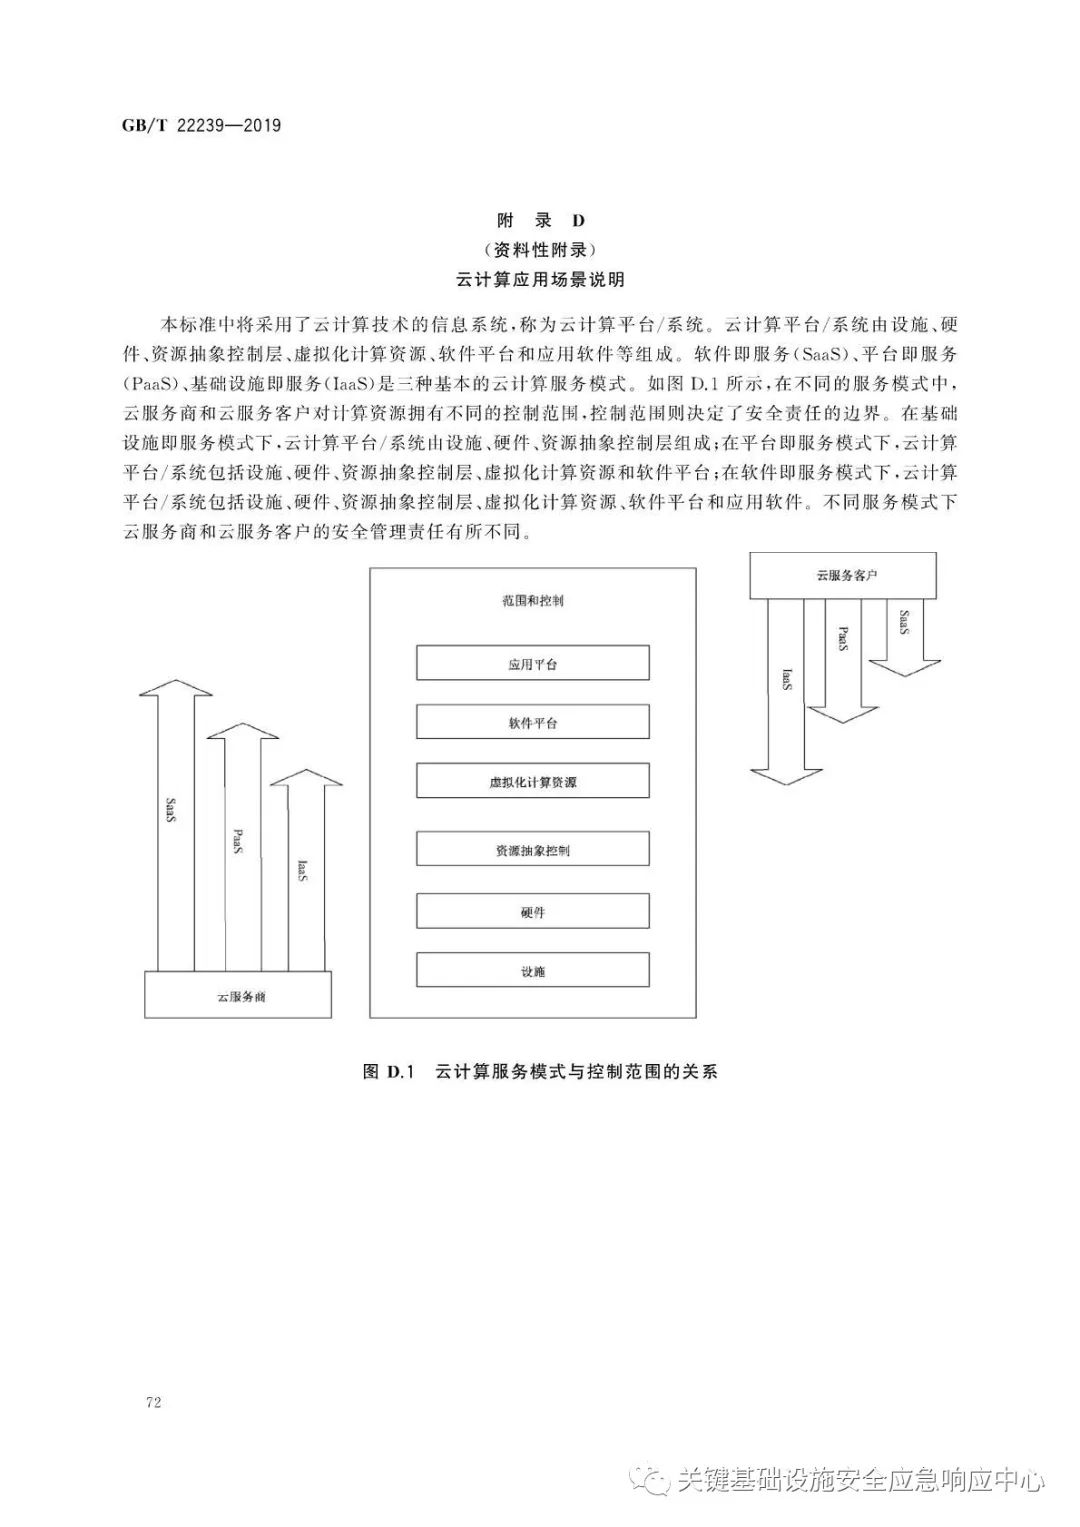 GB/T 22239—2019
附 录 D
(资料性附录)
云计算应用场景说明
本标准中将采用了云计算技术的信息系统,称为云计算平台/系统。云计算平台/系统由设施、硬
件、资源抽象控制层、虚拟化计算资源、软件平台和应用软件等组成。软件即服务(SaaS)、平台即服务
(PaaS)、基础设施即服务(IaaS)是三种基本的云计算服务模式。如图 D.1 所示,在不同的服务模式中,
云服务商和云服务客户对计算资源拥有不同的控制范围,控制范围则决定了安全责任的边界。在基础
设施即服务模式下,云计算平台/系统由设施、硬件、资源抽象控制层组成;在平台即服务模式下,云计算
平台/系统包括设施、硬件、资源抽象控制层、虚拟化计算资源和软件平台;在软件即服务模式下,云计算
平台/系统包括设施、硬件、资源抽象控制层、虚拟化计算资源、软件平台和应用软件。不同服务模式下
云服务商和云服务客户的安全管理责任有所不同。
SaaS
PaaS
IaaS
云服务商
范围和控制
应用平台
软件平台
虚拟化计算资源
资源抽象控制
硬件
设施
云服务客户
IaaS
PaaS
SaaS
图 D.1 云计算服务模式与控制范围的关系
72
关键基础设施安全应急响应中心